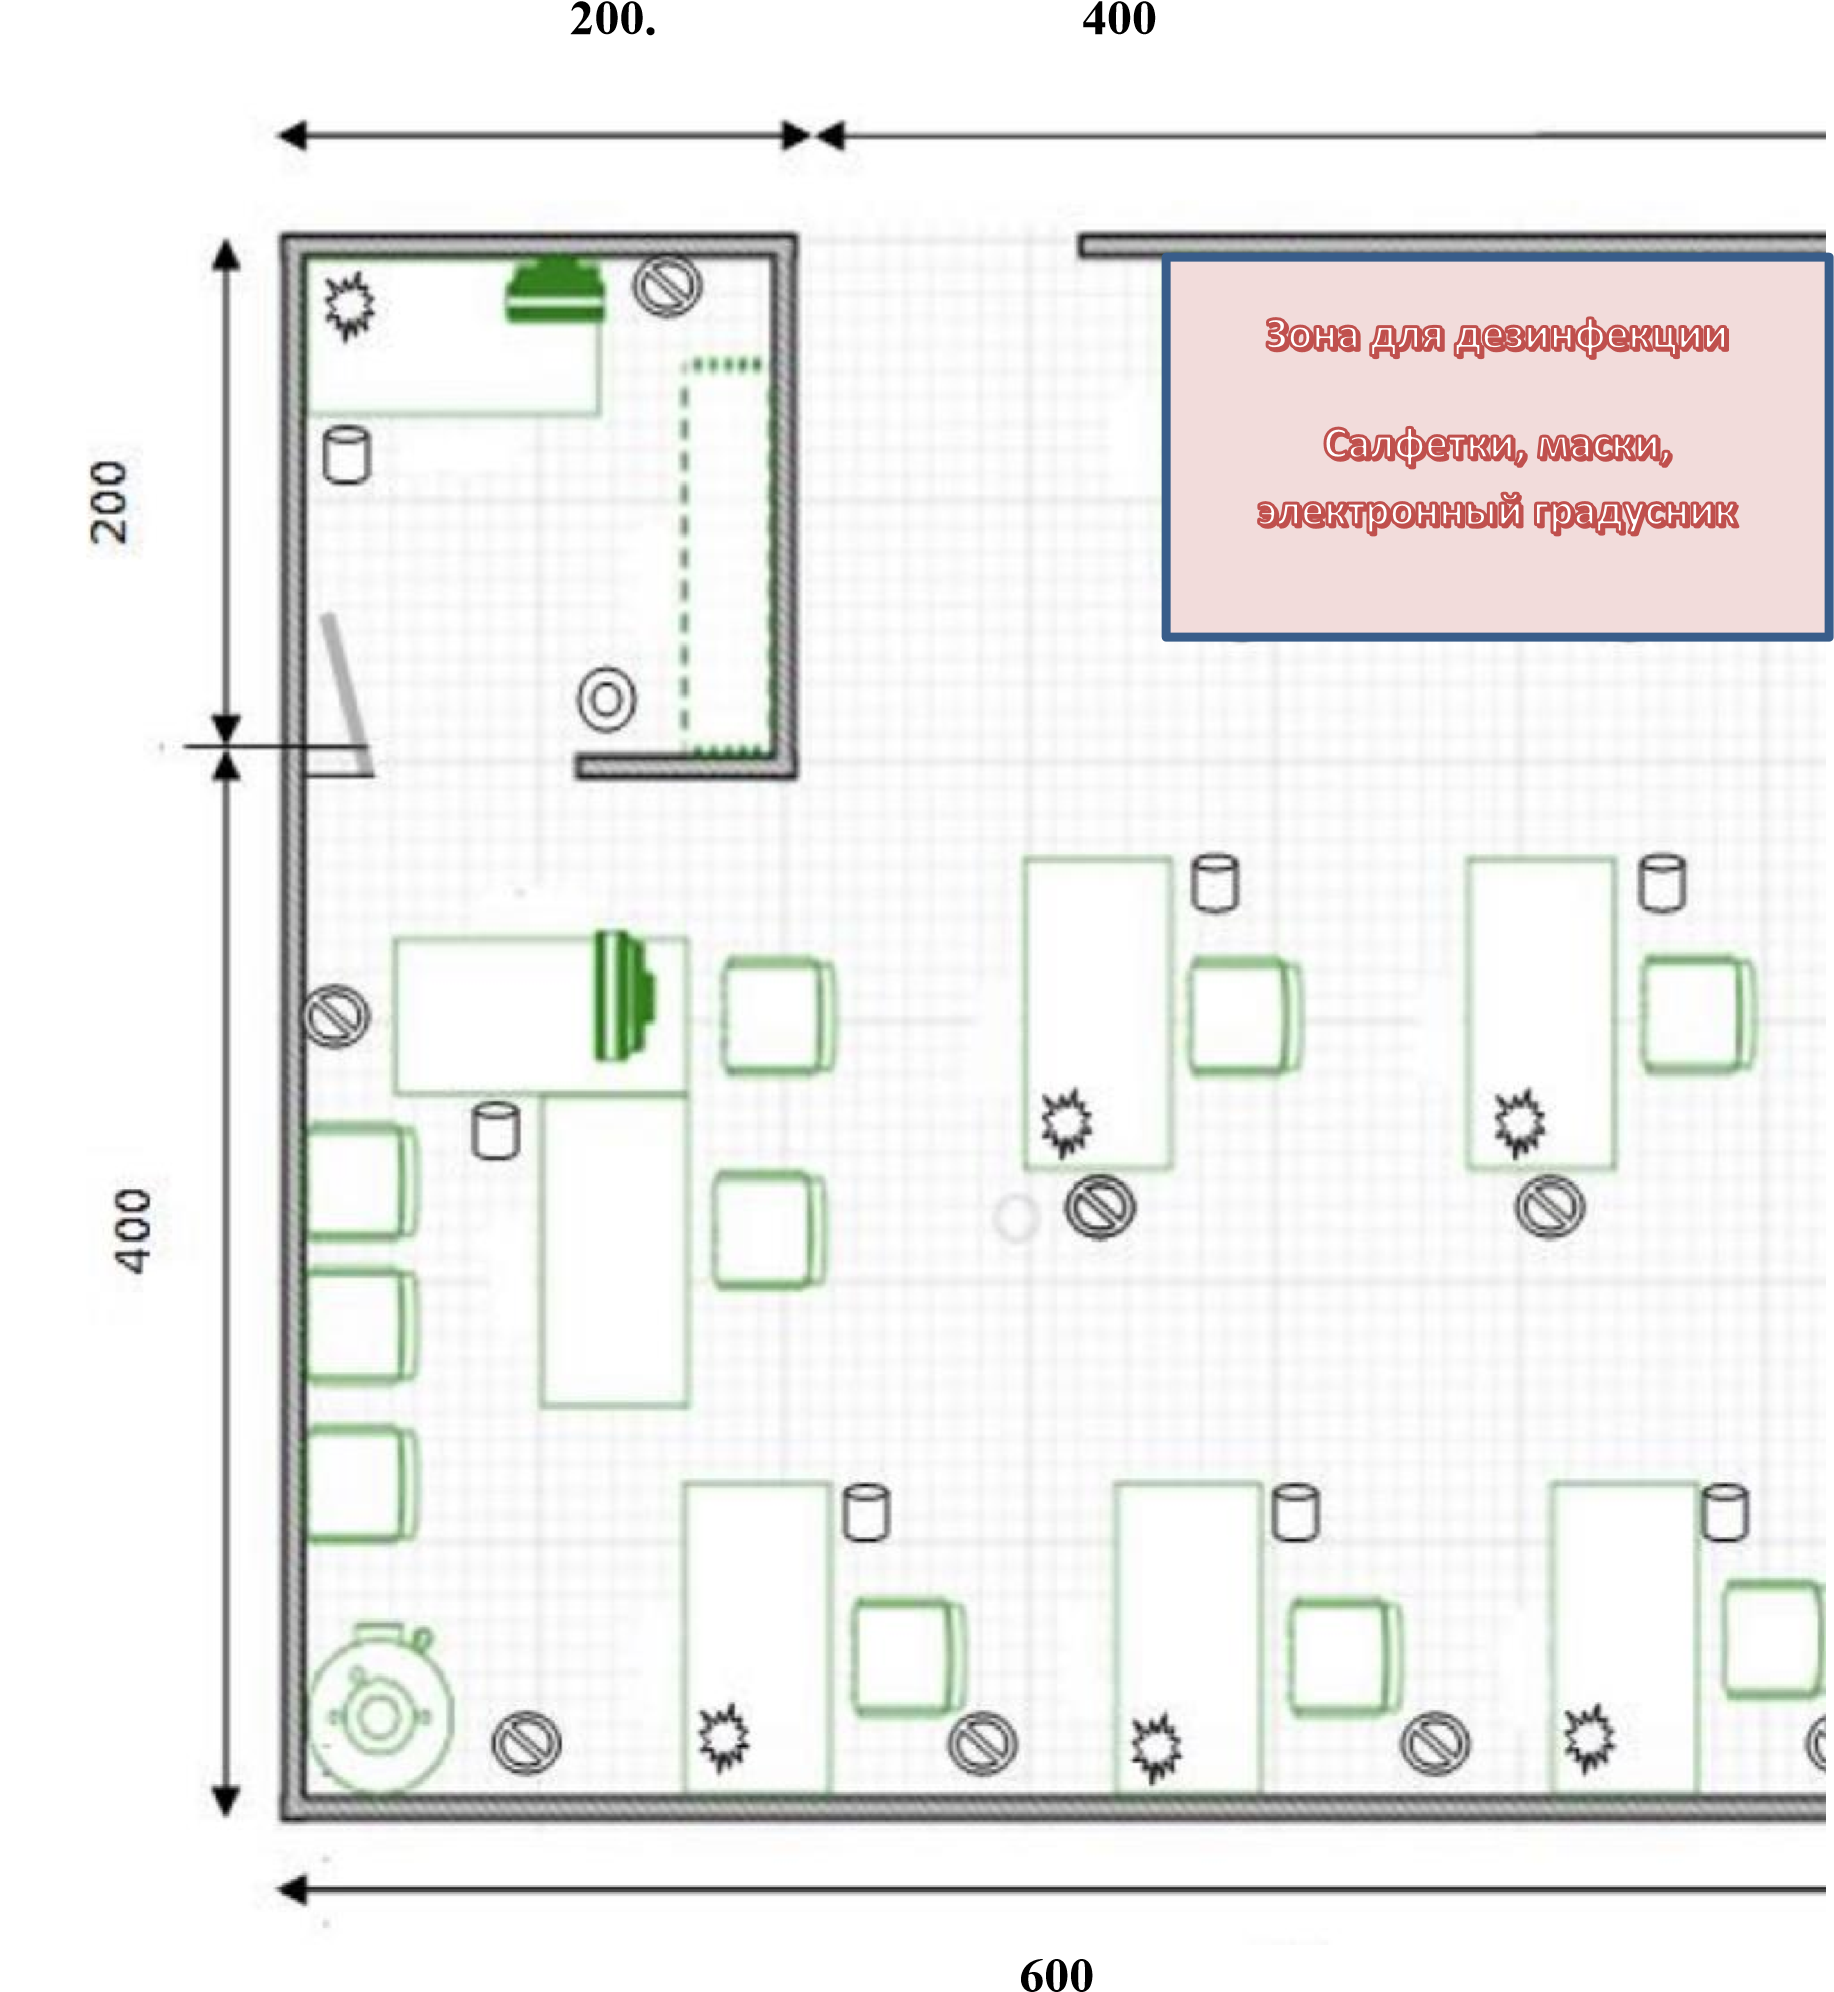 200.
400
Зона для дезинфекции
Салфетки, маски,
электронный градусник
200
400
600